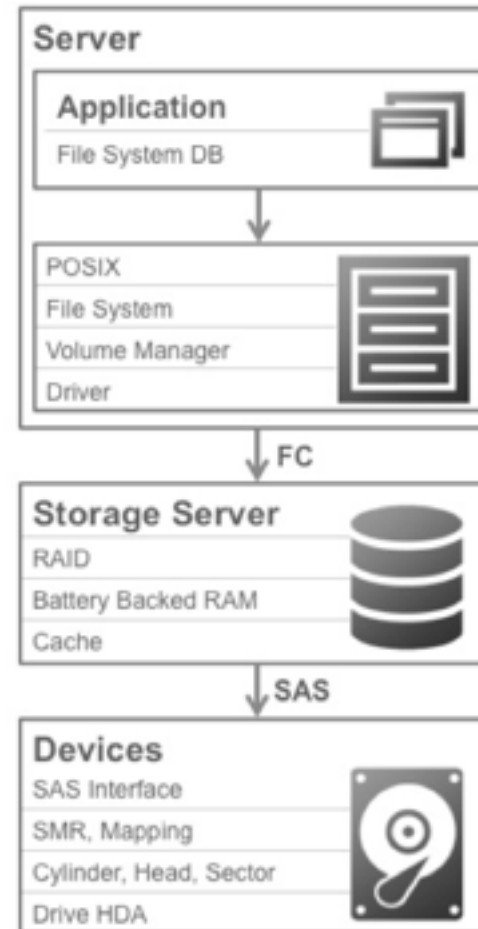 Server
Application
File System DB
POSIX
File System
Volume Manager
Driver
FC
Storage Server
RAID
Battery Backed RAM
Cache
SAS
Devices
SAS Interface
SMR, Mapping
Cylinder, Head, Sector
Drive HDA